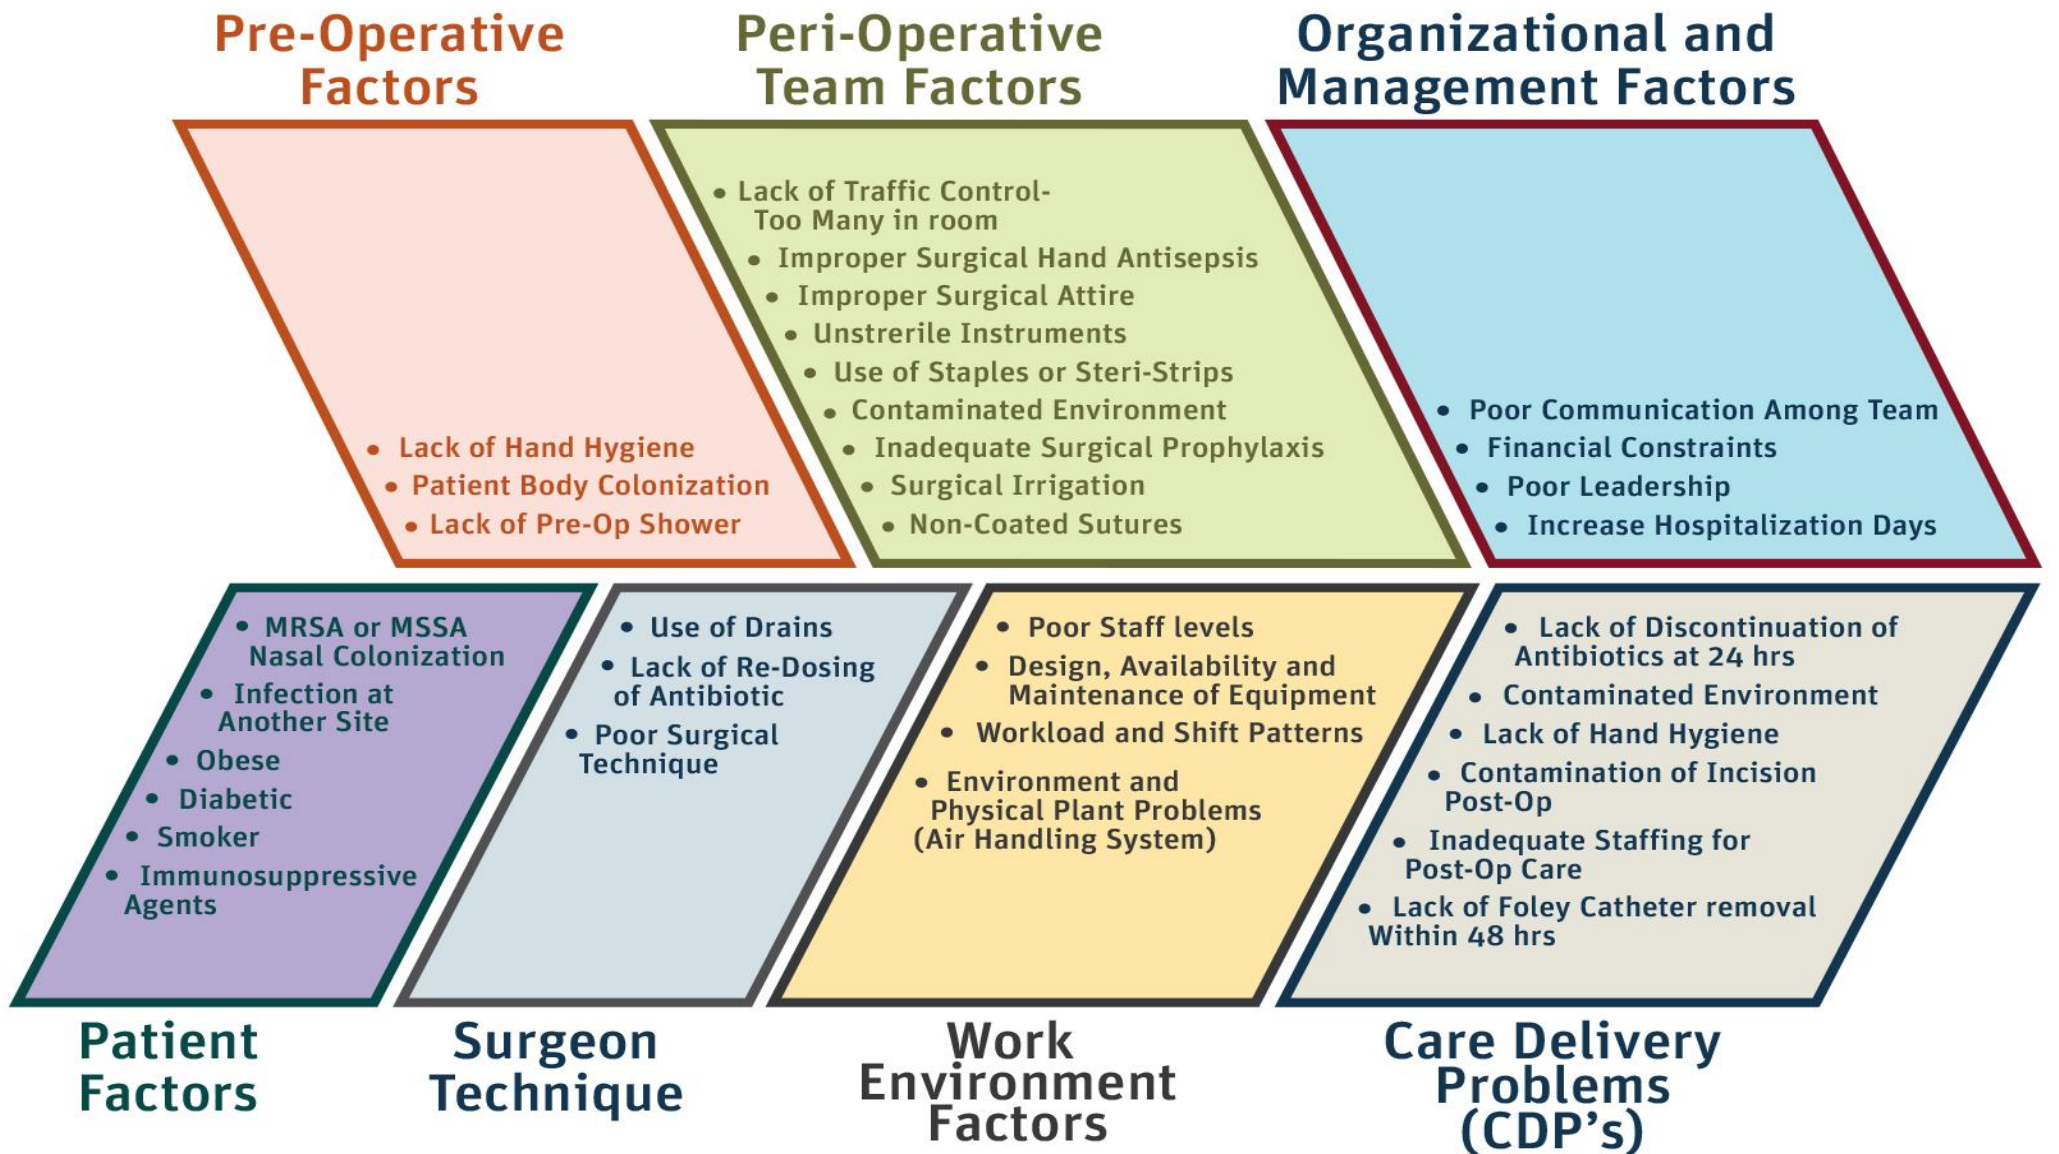 Pre-Operative
Factors
• Lack of Hand Hygiene
• Patient Body Colonization
• Lack of Pre-Op Shower
Peri-Operative
Team Factors
• Lack of Traffic Control-
Too Many in room
• Improper Surgical Hand Antisepsis
• Improper Surgical Attire
• Unstrerile Instruments
• Use of Staples or Steri-Strips
• Contaminated Environment
• Inadequate Surgical Prophylaxis
• Surgical Irrigation
• Non-Coated Sutures
Organizational and
Management Factors
• Poor Communication Among Team
• Financial Constraints
• Poor Leadership
• Increase Hospitalization Days
• MRSA or MSSA
Nasal Colonization
• Infection at
Another Site
• Obese
• Diabetic
• Smoker
• Immunosuppressive
Agents
Patient
Factors
• Use of Drains
• Lack of Re-Dosing
of Antibiotic
• Poor Surgical
Technique
Surgeon
Technique
• Poor Staff levels
• Design, Availability and
Maintenance of Equipment
• Workload and Shift Patterns
• Environment and
Physical Plant Problems
(Air Handling System)
Work
Environment
Factors
• Lack of Discontinuation of
Antibiotics at 24 hrs
• Contaminated Environment
• Lack of Hand Hygiene
• Contamination of Incision
Post-Op
• Inadequate Staffing for
Post-Op Care
• Lack of Foley Catheter removal
Within 48 hrs
Care Delivery
Problems
(CDP's)